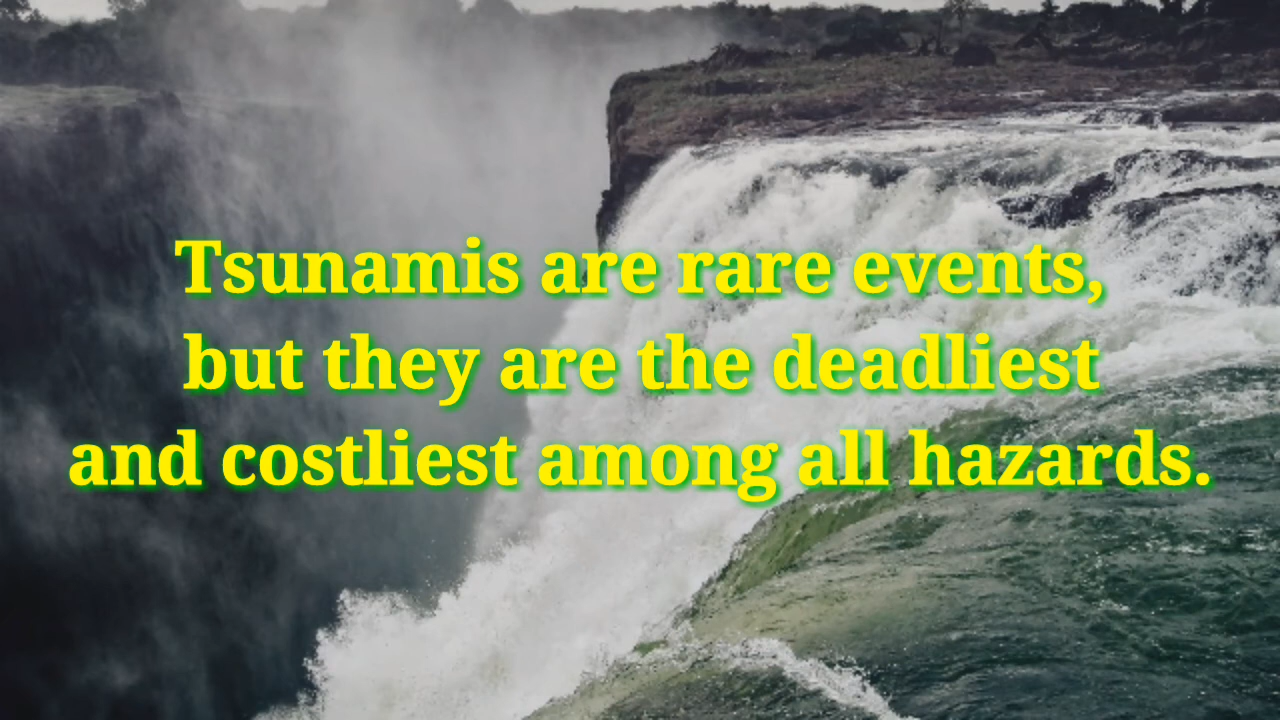 Tsunamis are rare events,
but they are the deadliest
and costliest among all hazards.